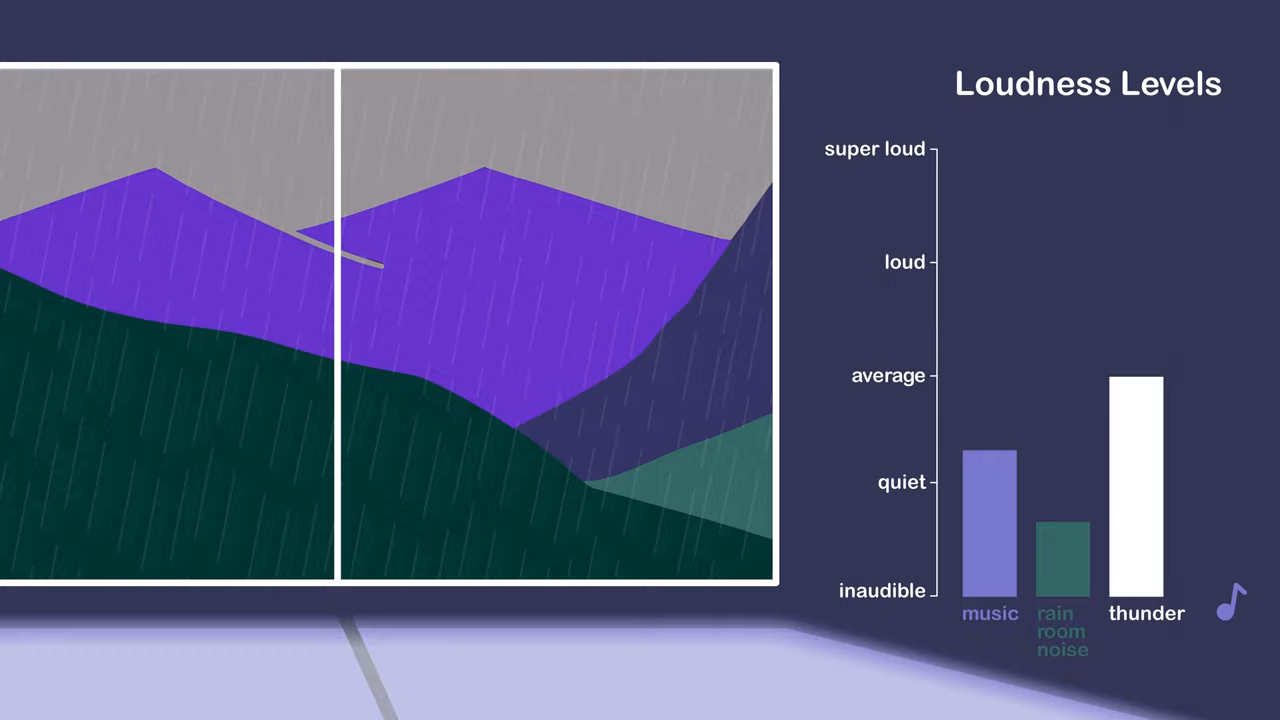 Loudness Levels
super loud
loud
average
quiet
inaudible
music
rain
room
noise
thunder